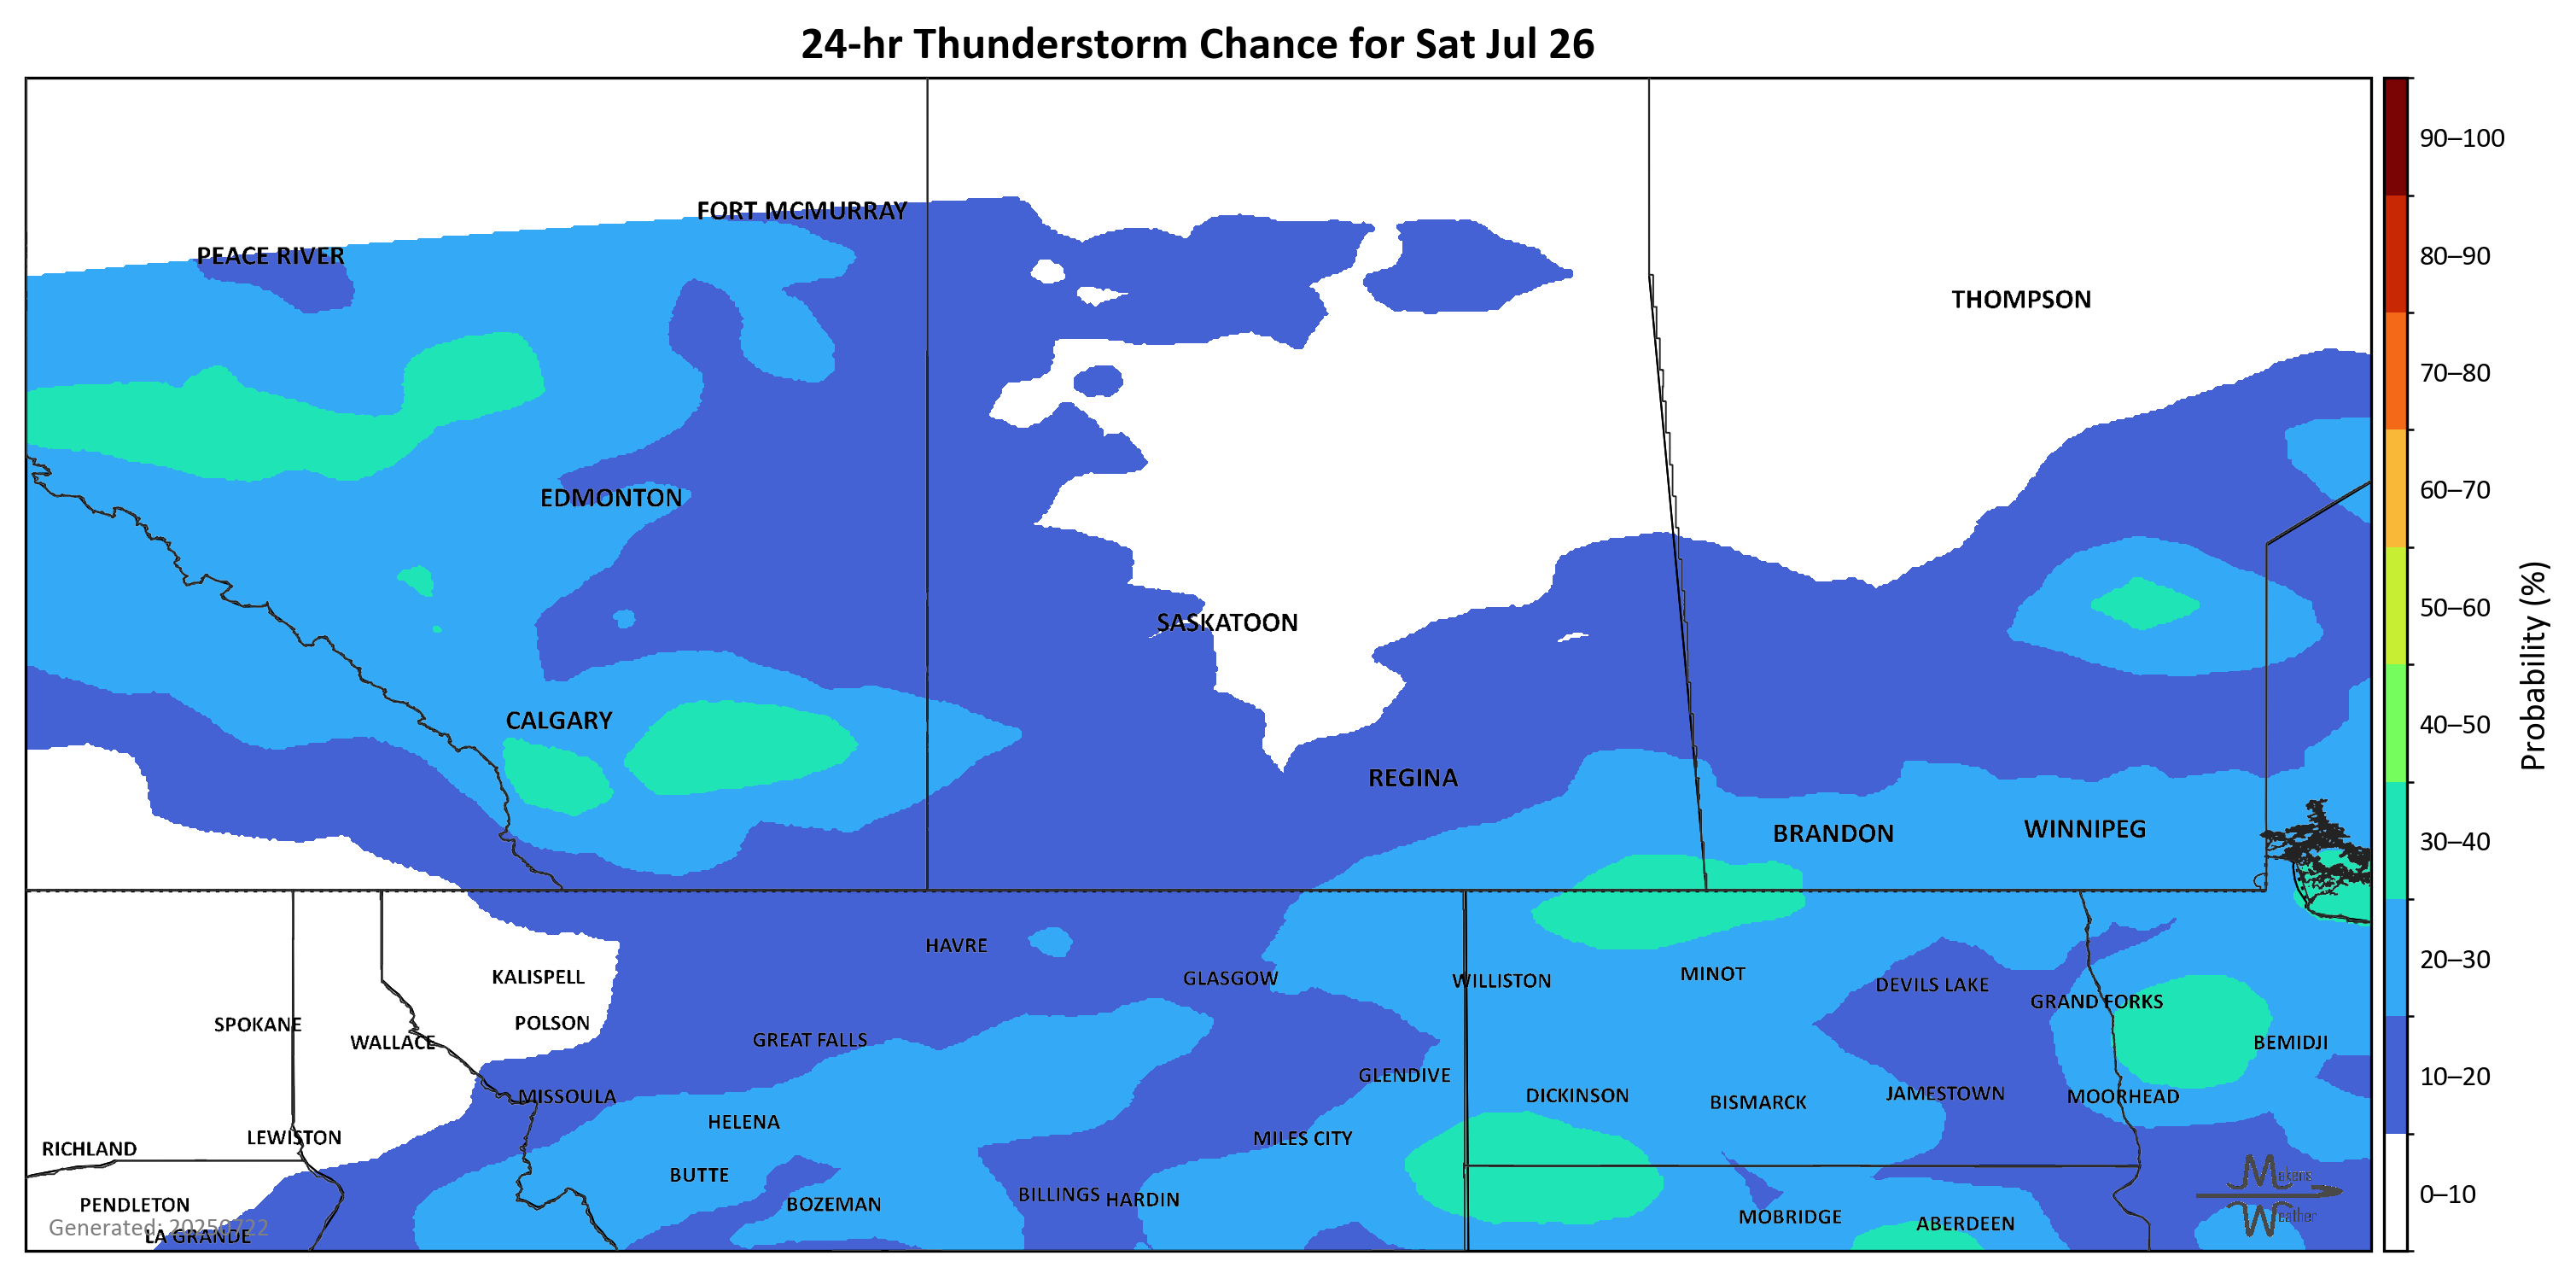 24-hr Thunderstorm Chance for Sat Jul 26
90–100
FORT MCMURRAY
PEACE RIVER
80–90
THOMPSON
70–80
60–70
EDMONTON
50–60
SASKATOON
Probability (%)
CALGARY
40–50
REGINA
BRANDON
WINNIPEG
30–40
HAVRE
20–30
KALISPELL
GLASGOW
WILLISTON
MINOT
DEVILS LAKE
GRAND FORKS
SPOKANE
POLSON
WALLACE
GREAT FALLS
BEMIDJI
10–20
GLENDIVE
MISSOULA
DICKINSON
BISMARCK
JAMESTOWN
MOORHEAD
HELENA
LEWISTON
MILES CITY
RICHLAND
BUTTE
Makens
Weather
0–10
PENDLETON
BOZEMAN
BILLINGS
HARDIN
MOBRIDGE
ABERDEEN
Generated: 20250722
LA GRANDE